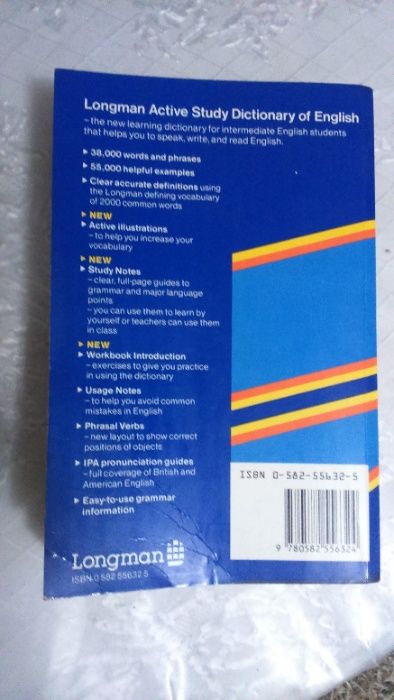 Longman Active Study Dictionary of English
–the new learning dictionary for intermediate English students
that helps you to speak, write, and read English.
▶ 38,000 words and phrases
▶ 55,000 helpful examples
▶ Clear accurate definitions using
the Longman defining vocabulary
of 2000 common words
▶ NEW
▶ Active illustrations
–to help you increase your
vocabulary
▶ NEW
▶ Study Notes
–clear, full-page guides to
grammar and major language
points
–you can use them to learn by
yourself or teachers can use them
in class
▶ NEW
▶ Workbook Introduction
–exercises to give you practice
in using the dictionary
▶ Usage Notes
–to help you avoid common
mistakes in English
▶ Phrasal Verbs
–new layout to show correct
positions of objects
▶ IPA pronunciation guides
–full coverage of British and
American English
▶ Easy-to-use grammar
information
ISBN 0-582-55632-5
9 780582 556324
Longman
ISBN 0 582 55632 5